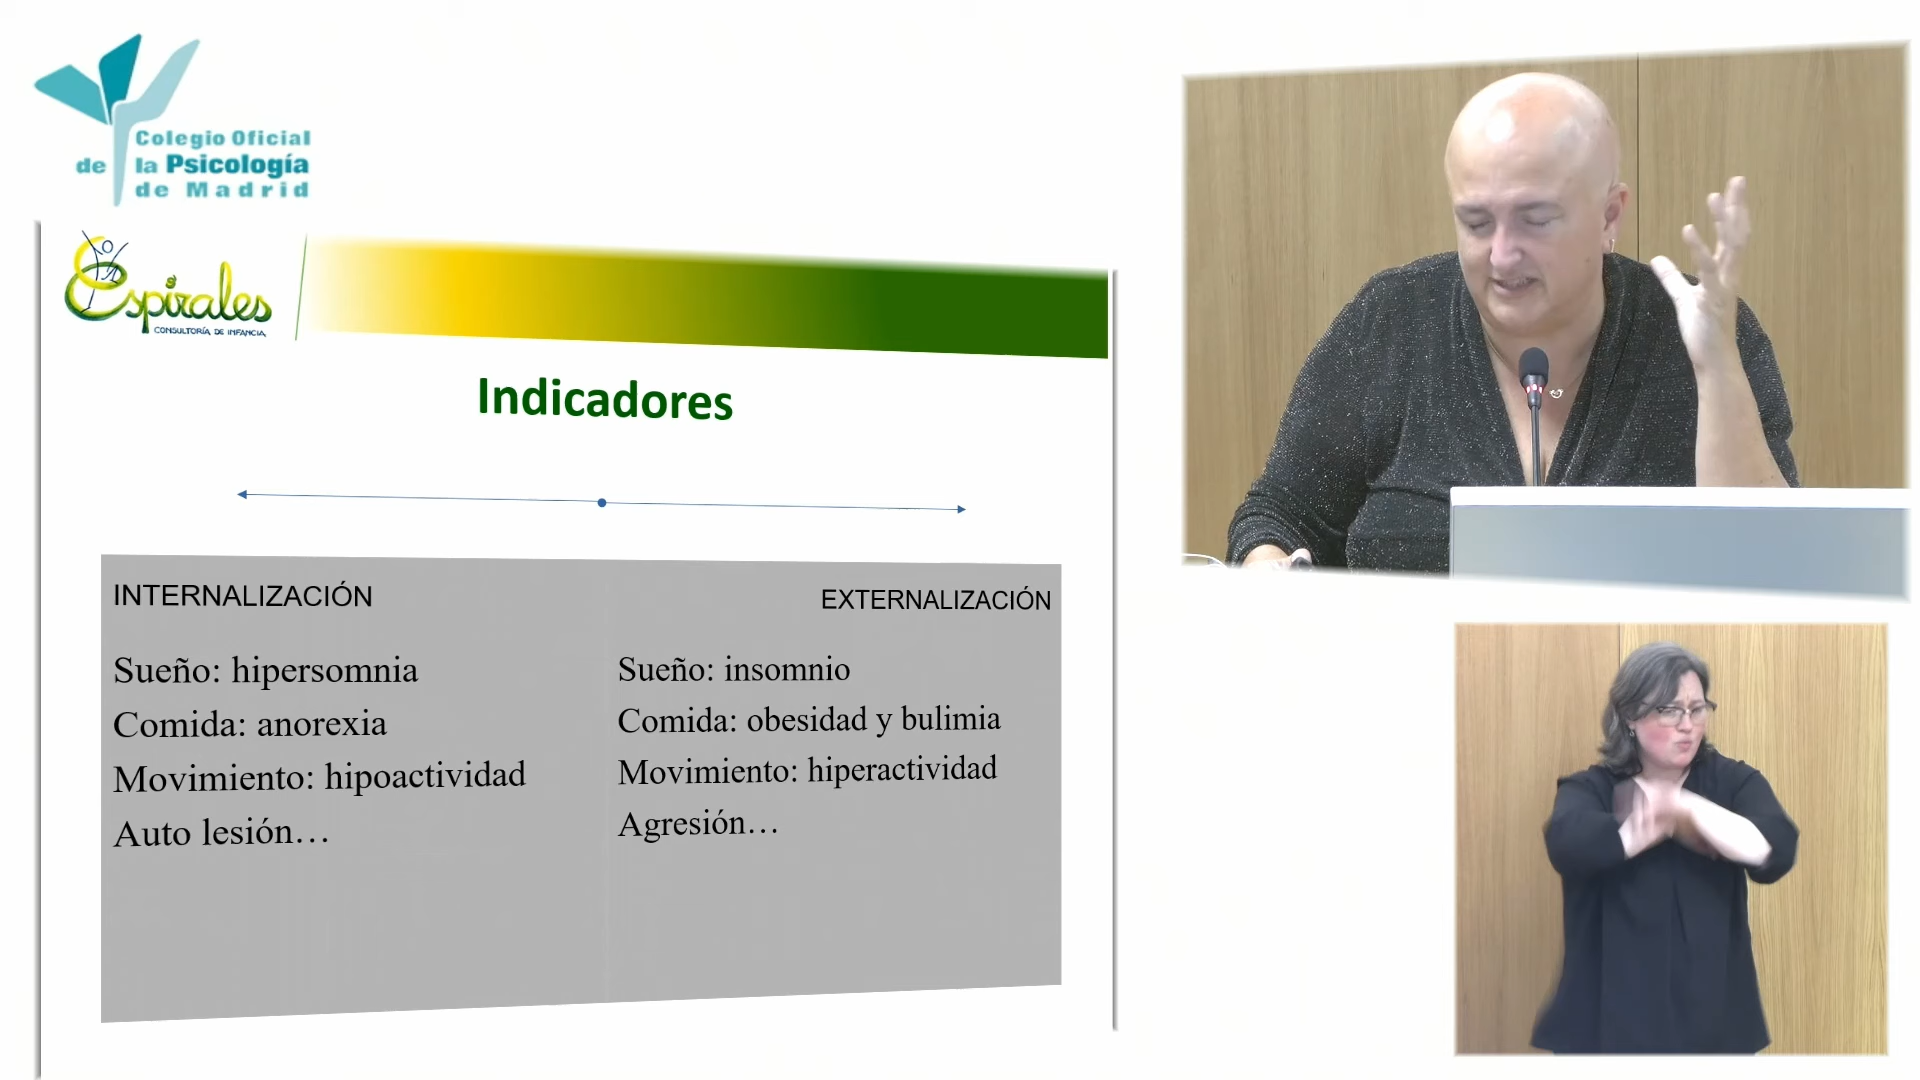 Colegio Oficial
de la Psicología
de Madrid
Espirales
CONSULTORÍA DE INFANCIA
Indicadores
INTERNALIZACIÓN
Sueño: hipersomnia
Comida: anorexia
Movimiento: hipoactividad
Auto lesión…
EXTERNALIZACIÓN
Sueño: insomnio
Comida: obesidad y bulimia
Movimiento: hiperactividad
Agresión…